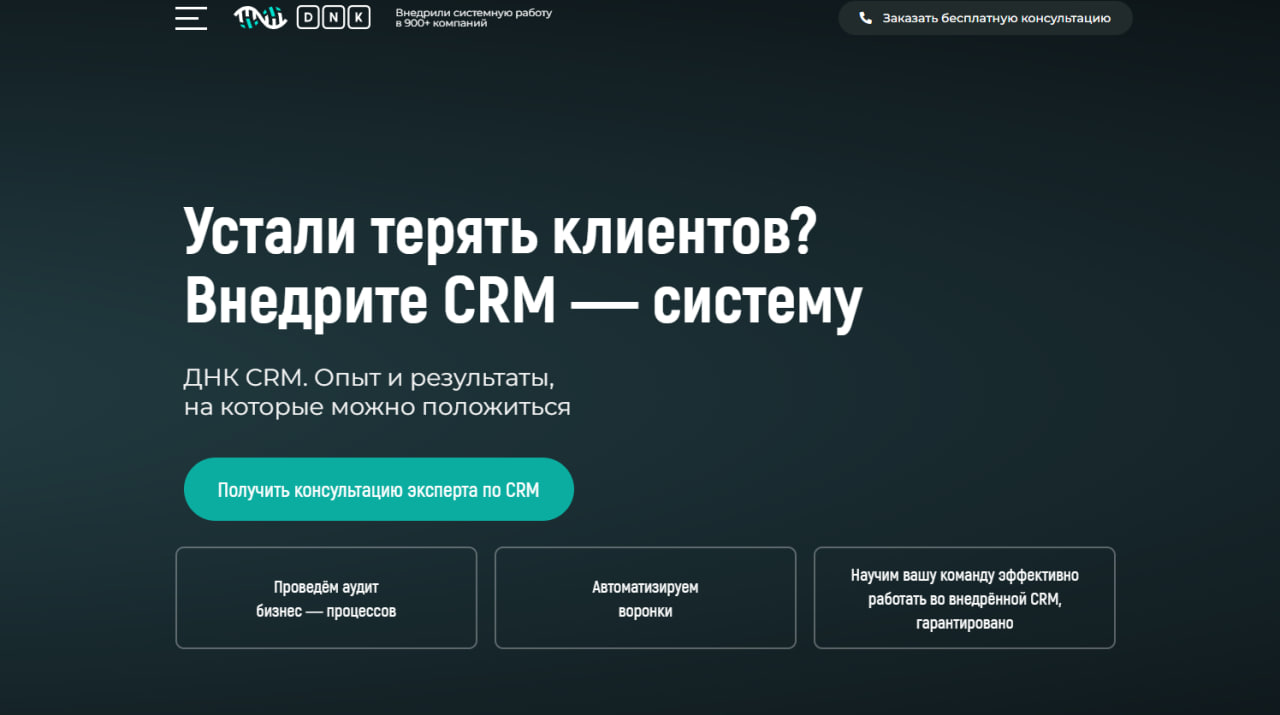 DNK
Внедрили системную работу
в 900+ компаний
Заказать бесплатную консультацию
Устали терять клиентов?
Внедрите CRM — систему
ДНК CRM. Опыт и результаты,
на которые можно положиться
Получить консультацию эксперта по CRM
Проведём аудит
бизнес — процессов
Автоматизируем
воронки
Научим вашу команду эффективно
работать во внедрённой CRM,
гарантировано